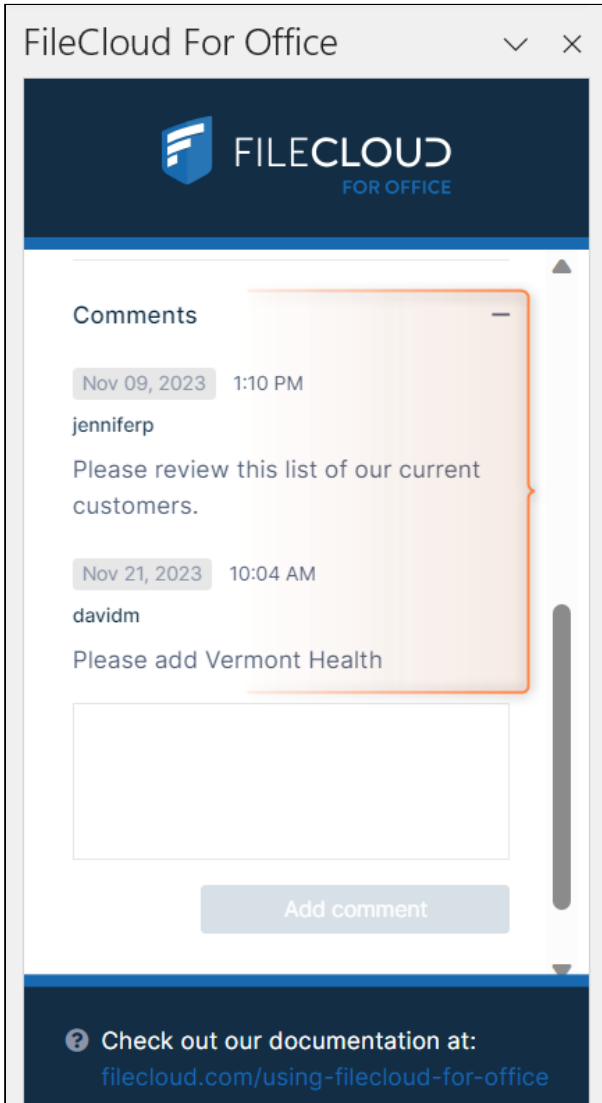 FileCloud For Office
FILECLOUD
FOR OFFICE
Comments
Nov 09, 2023 1:10 PM
jenniferp
Please review this list of our current
customers.
Nov 21, 2023 10:04 AM
davidm
Please add Vermont Health
Add comment
Check out our documentation at:
filecloud.com/using-filecloud-for-office